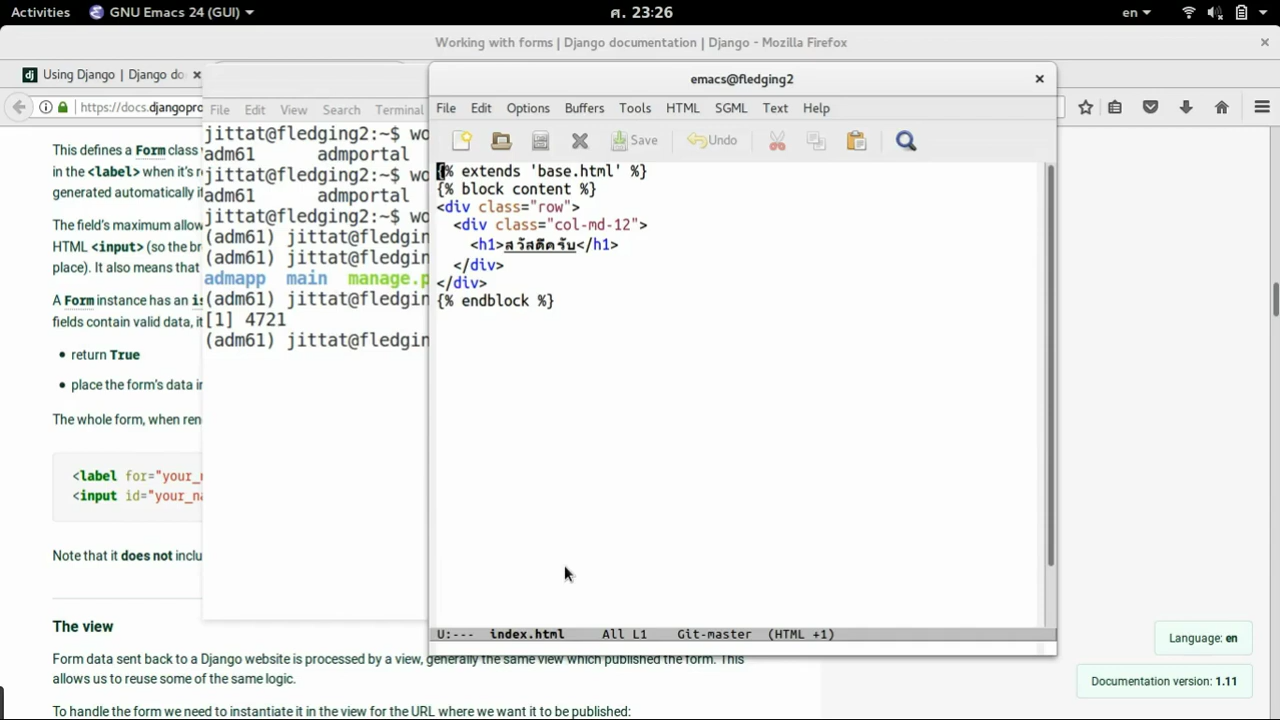 Activities GNU Emacs 24 (GUI) ศ. 23:26 en
Working with forms | Django documentation | Django - Mozilla Firefox
dj Using Django | Django do
https://docs.djangopro
File Edit View Search Terminal
emacs@fledging2
File Edit Options Buffers Tools HTML SGML Text Help
Save Undo
This defines a Form class
in the <label> when it's r
generated automatically i
The field's maximum allow
HTML <input> (so the br
place). It also means that
A Form instance has an is
fields contain valid data, it
• return True
• place the form's data in
The whole form, when ren
<label for="your_n
<input id="your_na
Note that it does not inclu
The view
Form data sent back to a Django website is processed by a view, generally the same view which published the form. This
allows us to reuse some of the same logic.
To handle the form we need to instantiate it in the view for the URL where we want it to be published:
jittat@fledging2:~$ wo
adm61 admportal
jittat@fledging2:~$ wo
adm61 admportal
jittat@fledging2:~$ wo
(adm61) jittat@fledgin
(adm61) jittat@fledgin
admapp main manage.p
(adm61) jittat@fledgin
[1] 4721
(adm61) jittat@fledgin
{% extends 'base.html' %}
{% block content %}
<div class="row">
<div class="col-md-12">
<h1>สวัสดีครับ</h1>
</div>
</div>
{% endblock %}
U:--- index.html All L1 Git-master (HTML +1)
Language: en
Documentation version: 1.11